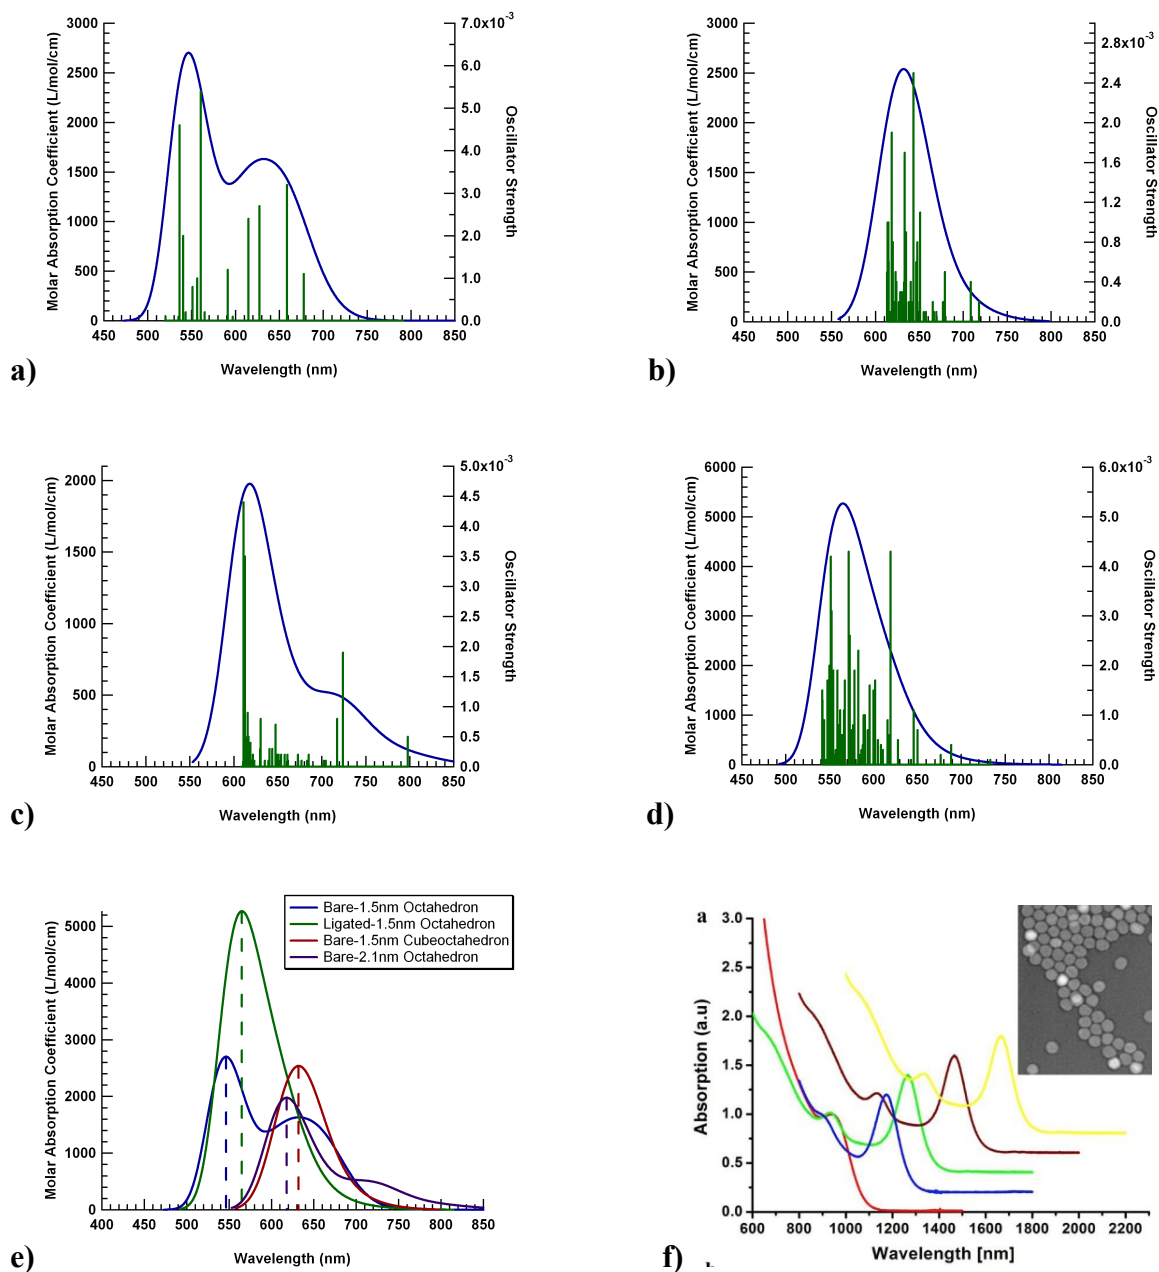 3000
2500
2000
1500
1000
500
0
Molar Absorption Coefficient (L/mol/cm)
7.0x10⁻³
6.0
5.0
4.0
3.0
2.0
1.0
0.0
Oscillator Strength
450 500 550 600 650 700 750 800 850
Wavelength (nm)
a)
3000
2500
2000
1500
1000
500
0
Molar Absorption Coefficient (L/mol/cm)
2.8x10⁻³
2.4
2.0
1.6
1.2
0.8
0.4
0.0
Oscillator Strength
450 500 550 600 650 700 750 800 850
Wavelength (nm)
b)
2000
1500
1000
500
0
Molar Absorption Coefficient (L/mol/cm)
5.0x10⁻³
4.5
4.0
3.5
3.0
2.5
2.0
1.5
1.0
0.5
0.0
Oscillator Strength
450 500 550 600 650 700 750 800 850
Wavelength (nm)
c)
6000
5000
4000
3000
2000
1000
0
Molar Absorption Coefficient (L/mol/cm)
6.0x10⁻³
5.0
4.0
3.0
2.0
1.0
0.0
Oscillator Strength
450 500 550 600 650 700 750 800 850
Wavelength (nm)
d)
Bare-1.5nm Octahedron
Ligated-1.5nm Octahedron
Bare-1.5nm Cubeoctahedron
Bare-2.1nm Octahedron
5000
4000
3000
2000
1000
0
Molar Absorption Coefficient (L/mol/cm)
400 450 500 550 600 650 700 750 800 850
Wavelength (nm)
e)
a
3.0
2.5
2.0
1.5
1.0
0.5
0.0
Absorption (a.u)
600 800 1000 1200 1400 1600 1800 2000 2200
Wavelength [nm]
f)